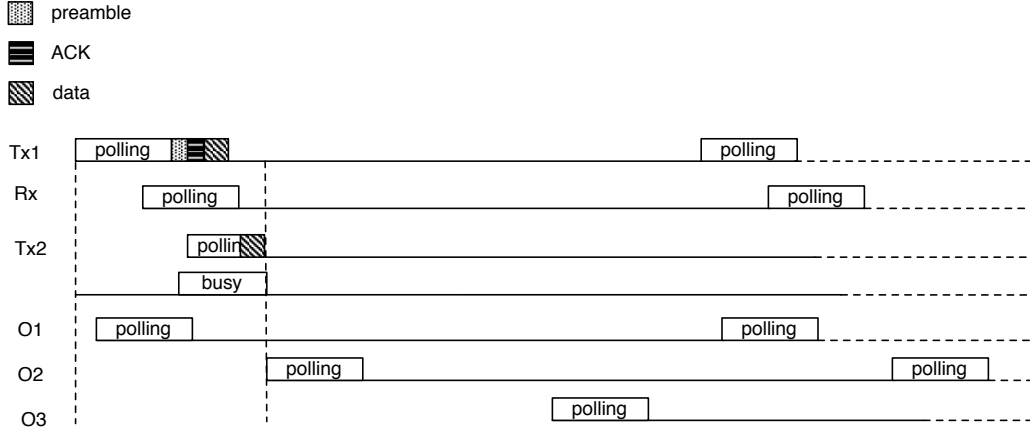 preamble
ACK
data
Tx1 polling polling
Rx polling polling
Tx2 pollin
busy
O1 polling polling
O2 polling polling
O3 polling